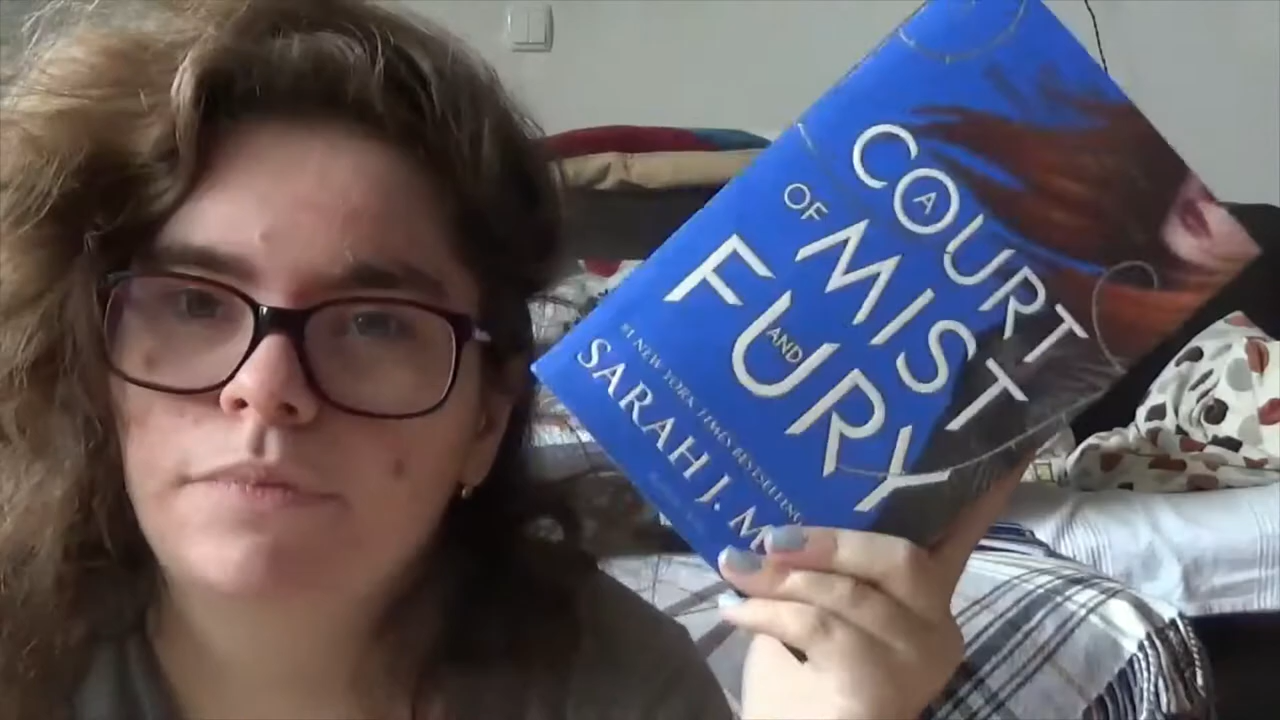 A
COURT
OF MIST
AND
FURY
#1 NEW YORK TIMES BESTSELLING
SARAH J. M